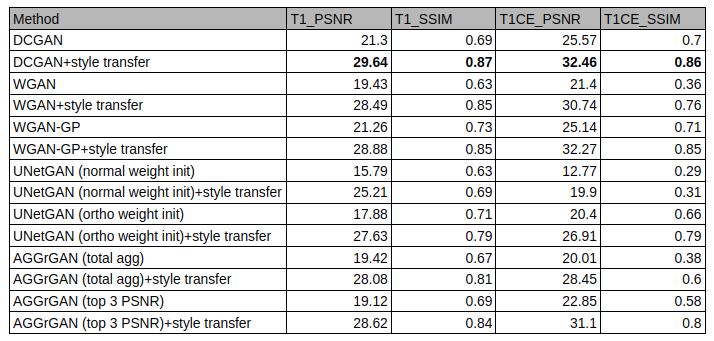 Method T1_PSNR T1_SSIM T1CE_PSNR T1CE_SSIM
DCGAN 21.3 0.69 25.57 0.7
DCGAN+style transfer 29.64 0.87 32.46 0.86
WGAN 19.43 0.63 21.4 0.36
WGAN+style transfer 28.49 0.85 30.74 0.76
WGAN-GP 21.26 0.73 25.14 0.71
WGAN-GP+style transfer 28.88 0.85 32.27 0.85
UNetGAN (normal weight init) 15.79 0.63 12.77 0.29
UNetGAN (normal weight init)+style transfer 25.21 0.69 19.9 0.31
UNetGAN (ortho weight init) 17.88 0.71 20.4 0.66
UNetGAN (ortho weight init)+style transfer 27.63 0.79 26.91 0.79
AGGrGAN (total agg) 19.42 0.67 20.01 0.38
AGGrGAN (total agg)+style transfer 28.08 0.81 28.45 0.6
AGGrGAN (top 3 PSNR) 19.12 0.69 22.85 0.58
AGGrGAN (top 3 PSNR)+style transfer 28.62 0.84 31.1 0.8